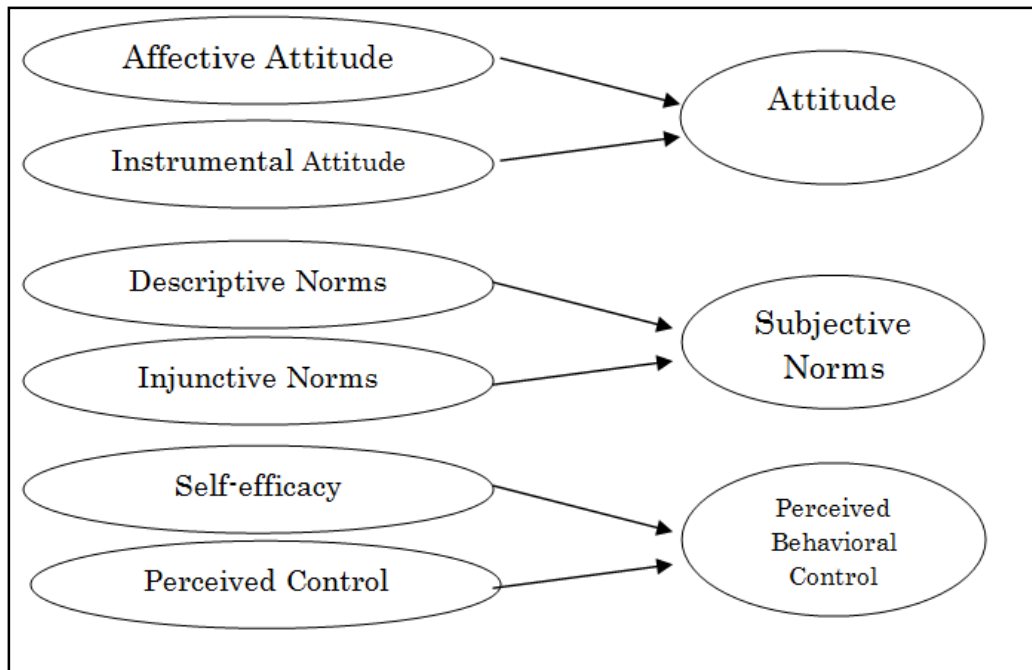 Affective Attitude
Attitude
Instrumental Attitude
Descriptive Norms
Subjective
Norms
Injunctive Norms
Self-efficacy
Perceived
Behavioral
Control
Perceived Control